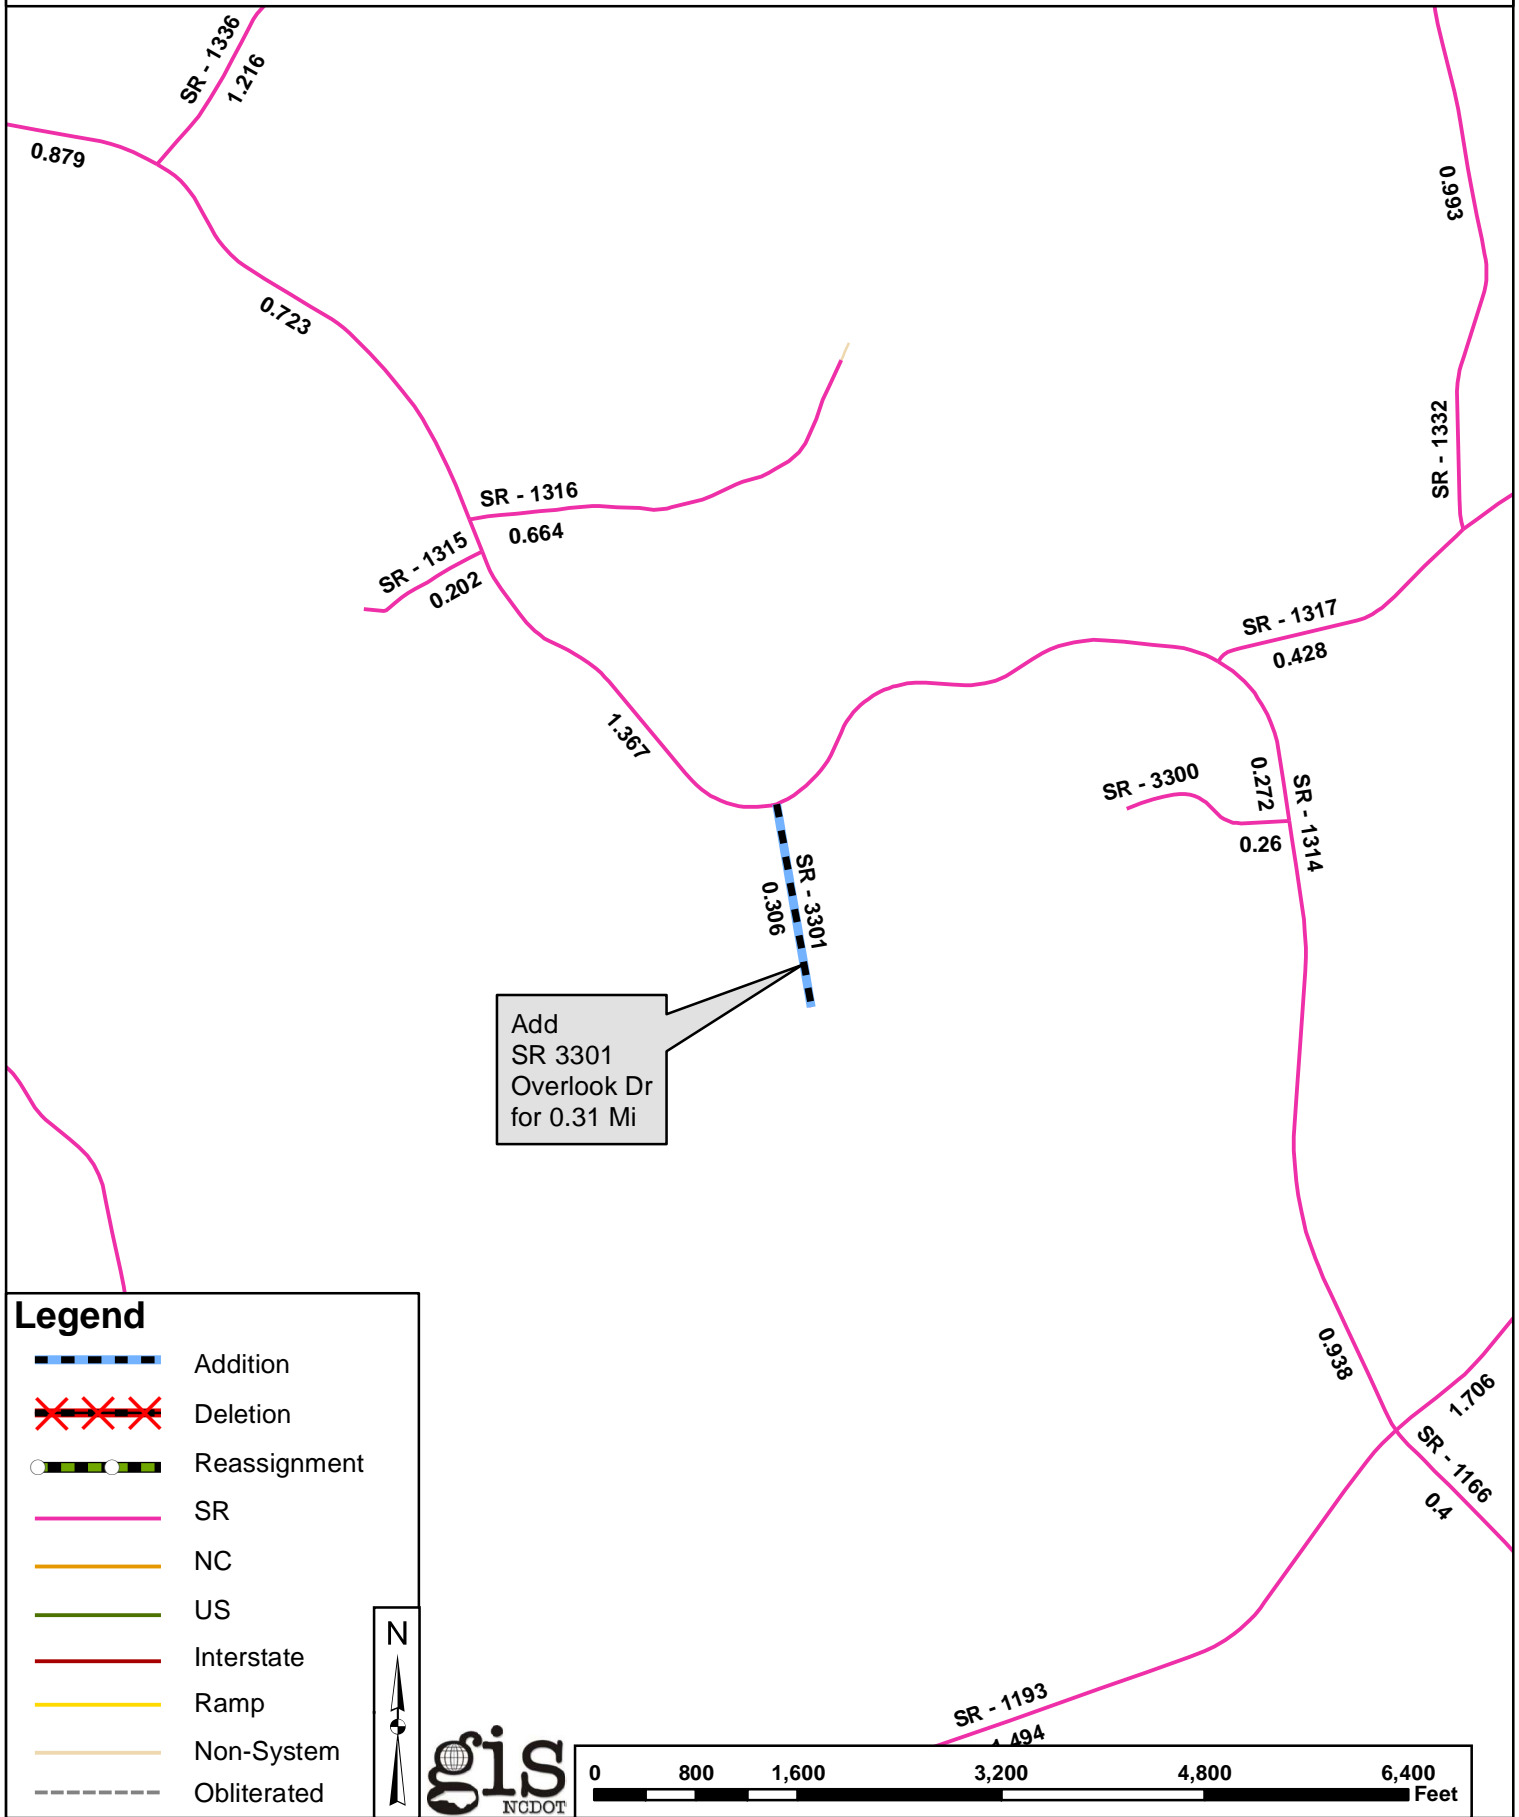 SR - 1336
1.216
0.879
0.993
0.723
SR - 1332
SR - 1316
0.664
SR - 1315
0.202
SR - 1317
0.428
1.367
SR - 3300
0.272
SR - 1314
0.26
SR - 3301
0.306
Add
SR 3301
Overlook Dr
for 0.31 Mi
0.938
1.706
SR - 1166
0.4
SR - 1193
Legend
Addition
Deletion
Reassignment
SR
NC
US
Interstate
Ramp
Non-System
Obliterated
N
gis
NCDOT
0 800 1,600 3,200 4,800 6,400
Feet